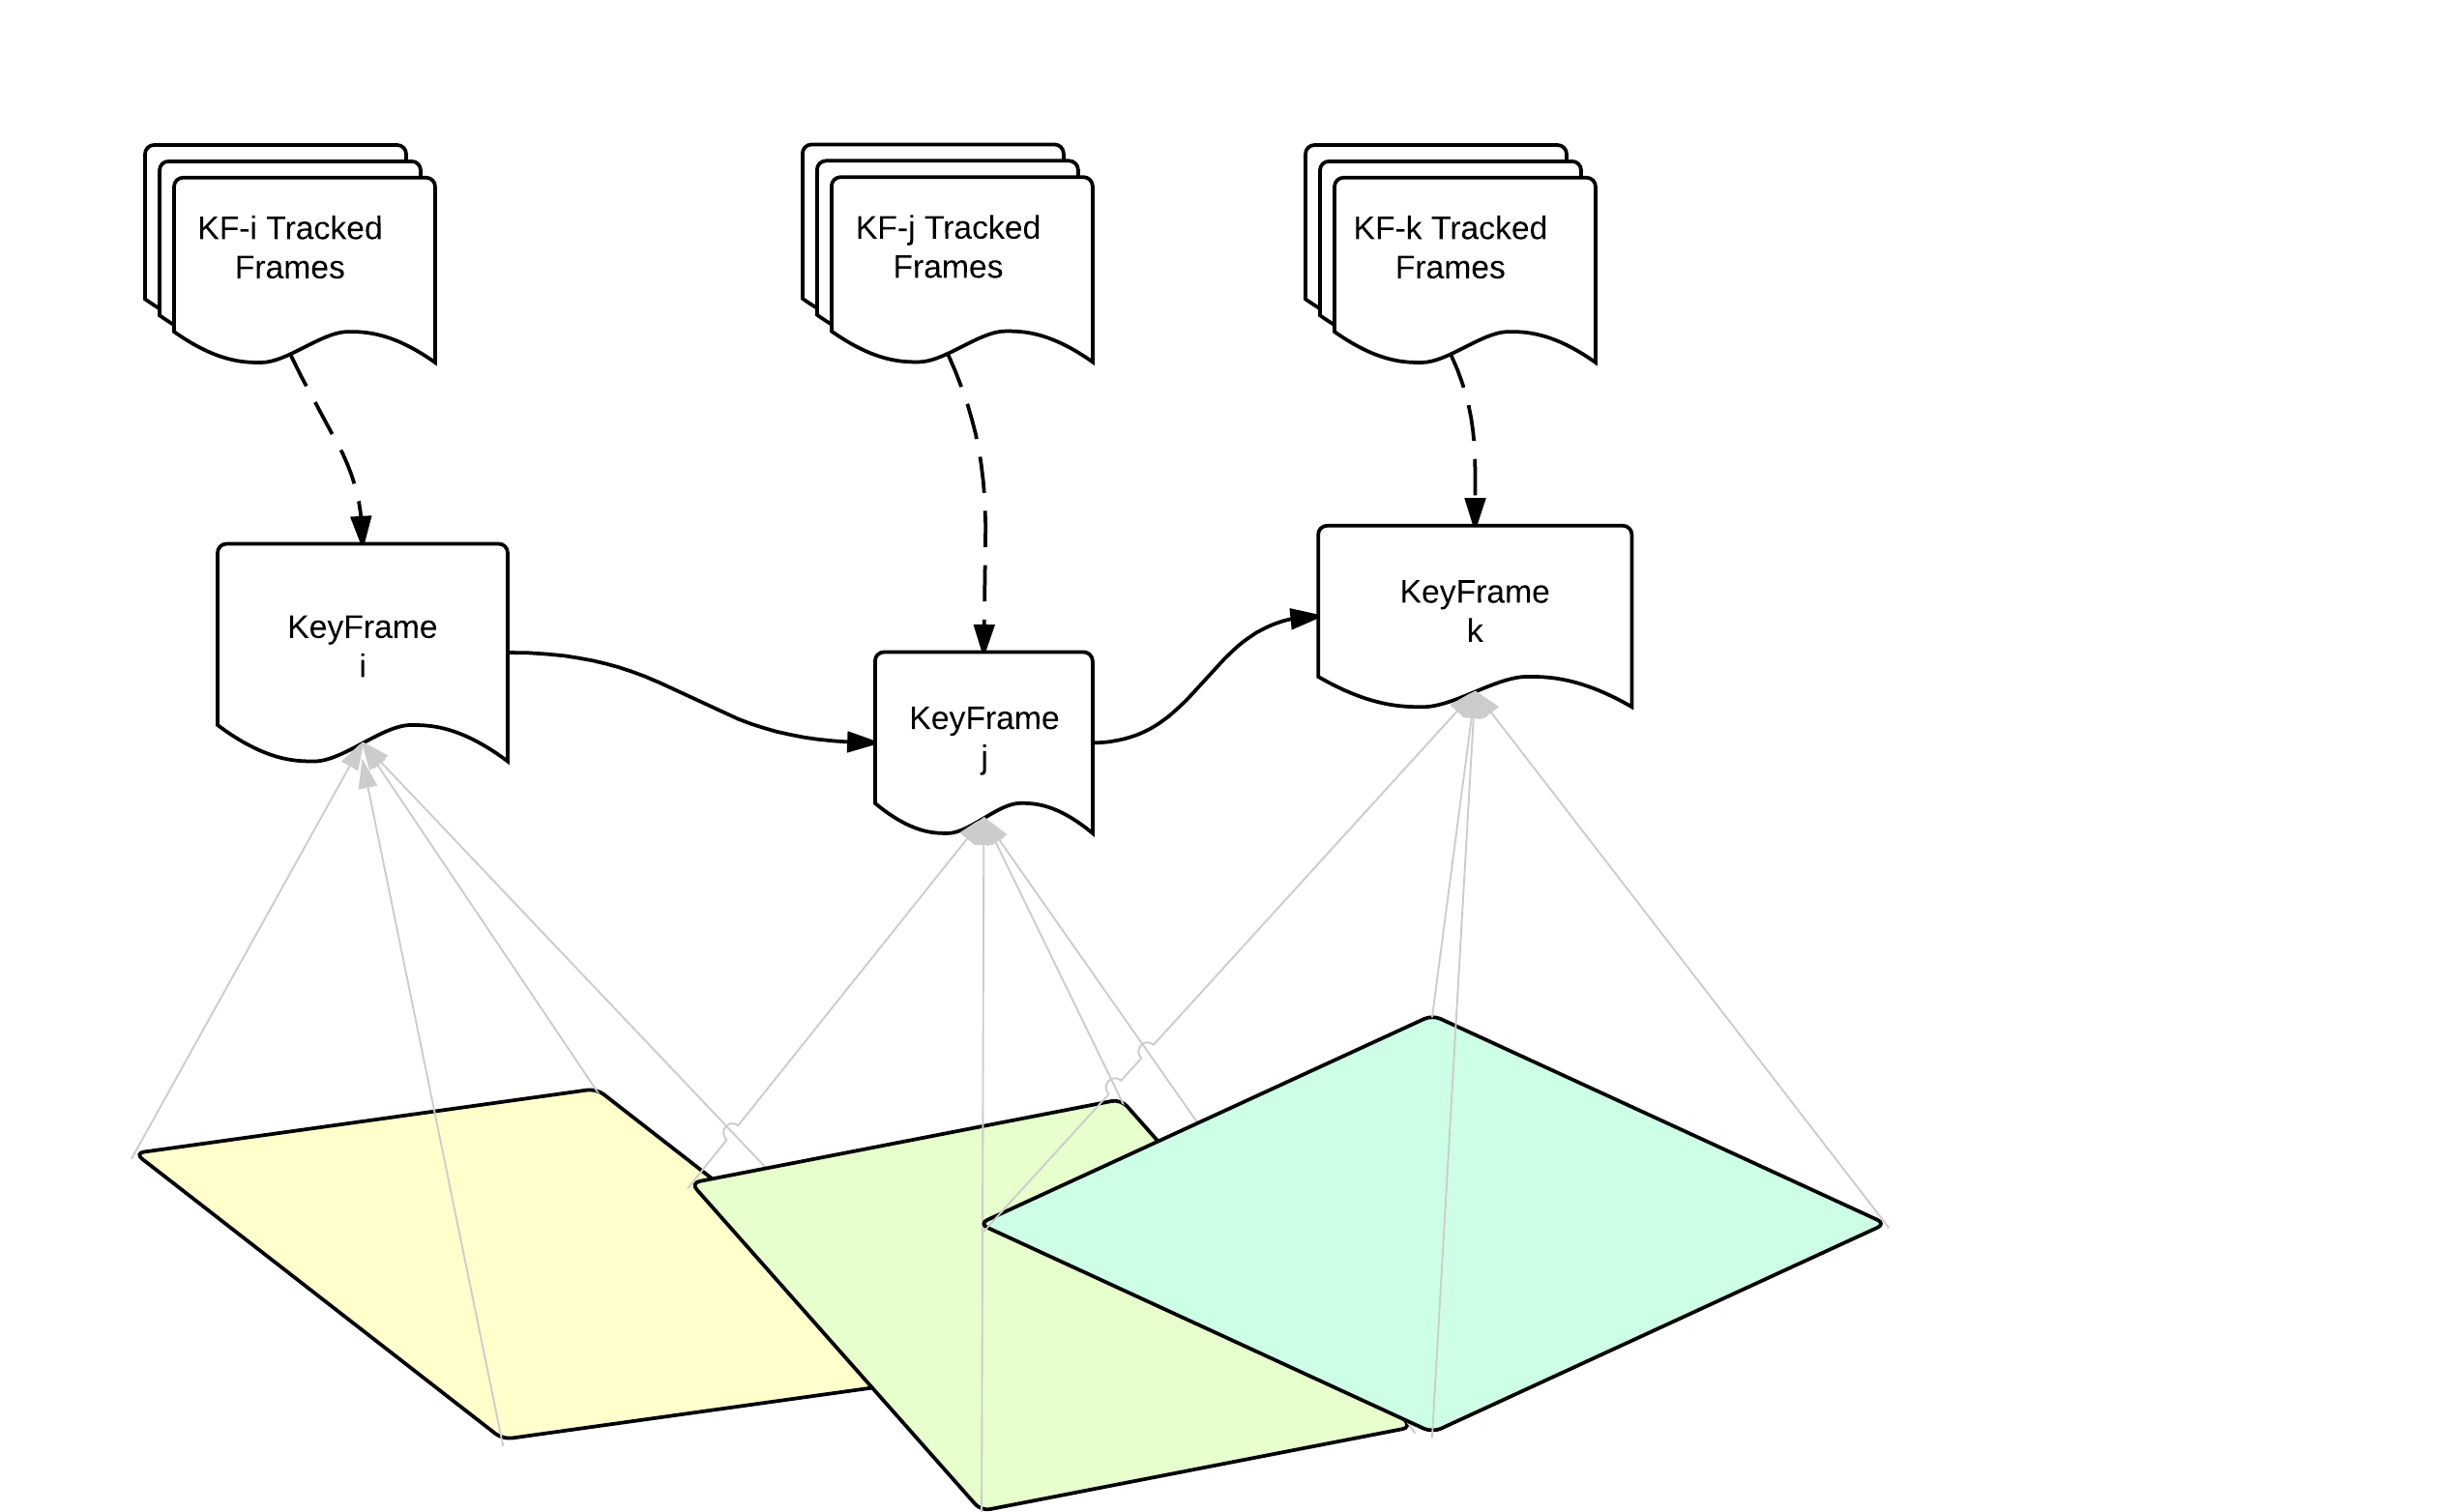 KF-i Tracked
Frames
KF-j Tracked
Frames
KF-k Tracked
Frames
KeyFrame
i
KeyFrame
j
KeyFrame
k